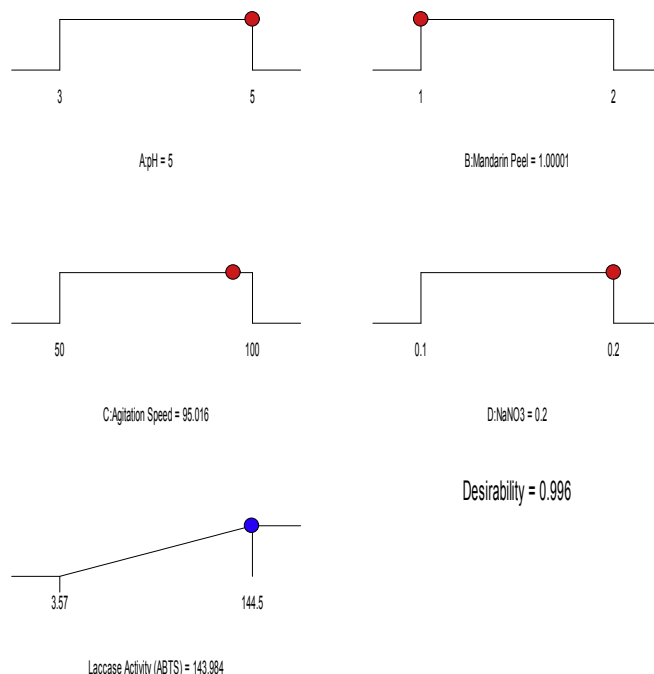 3 5
1 2
A:pH = 5
B:Mandarin Peel = 1.00001
50 100
0.1 0.2
C:Agitation Speed = 95.016
D:NaNO3 = 0.2
Desirability = 0.996
3.57 144.5
Laccase Activity (ABTS) = 143.984